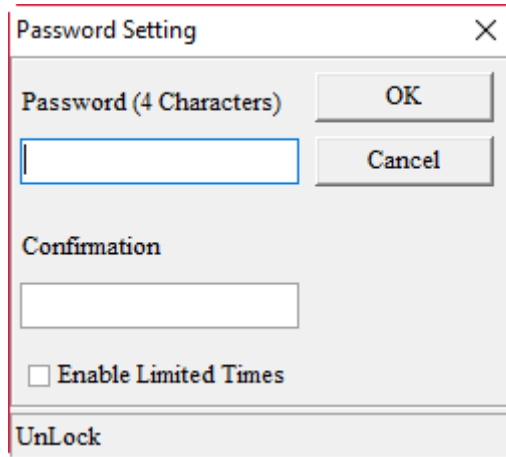 Password Setting
Password (4 Characters)
OK
Cancel
Confirmation
Enable Limited Times
UnLock